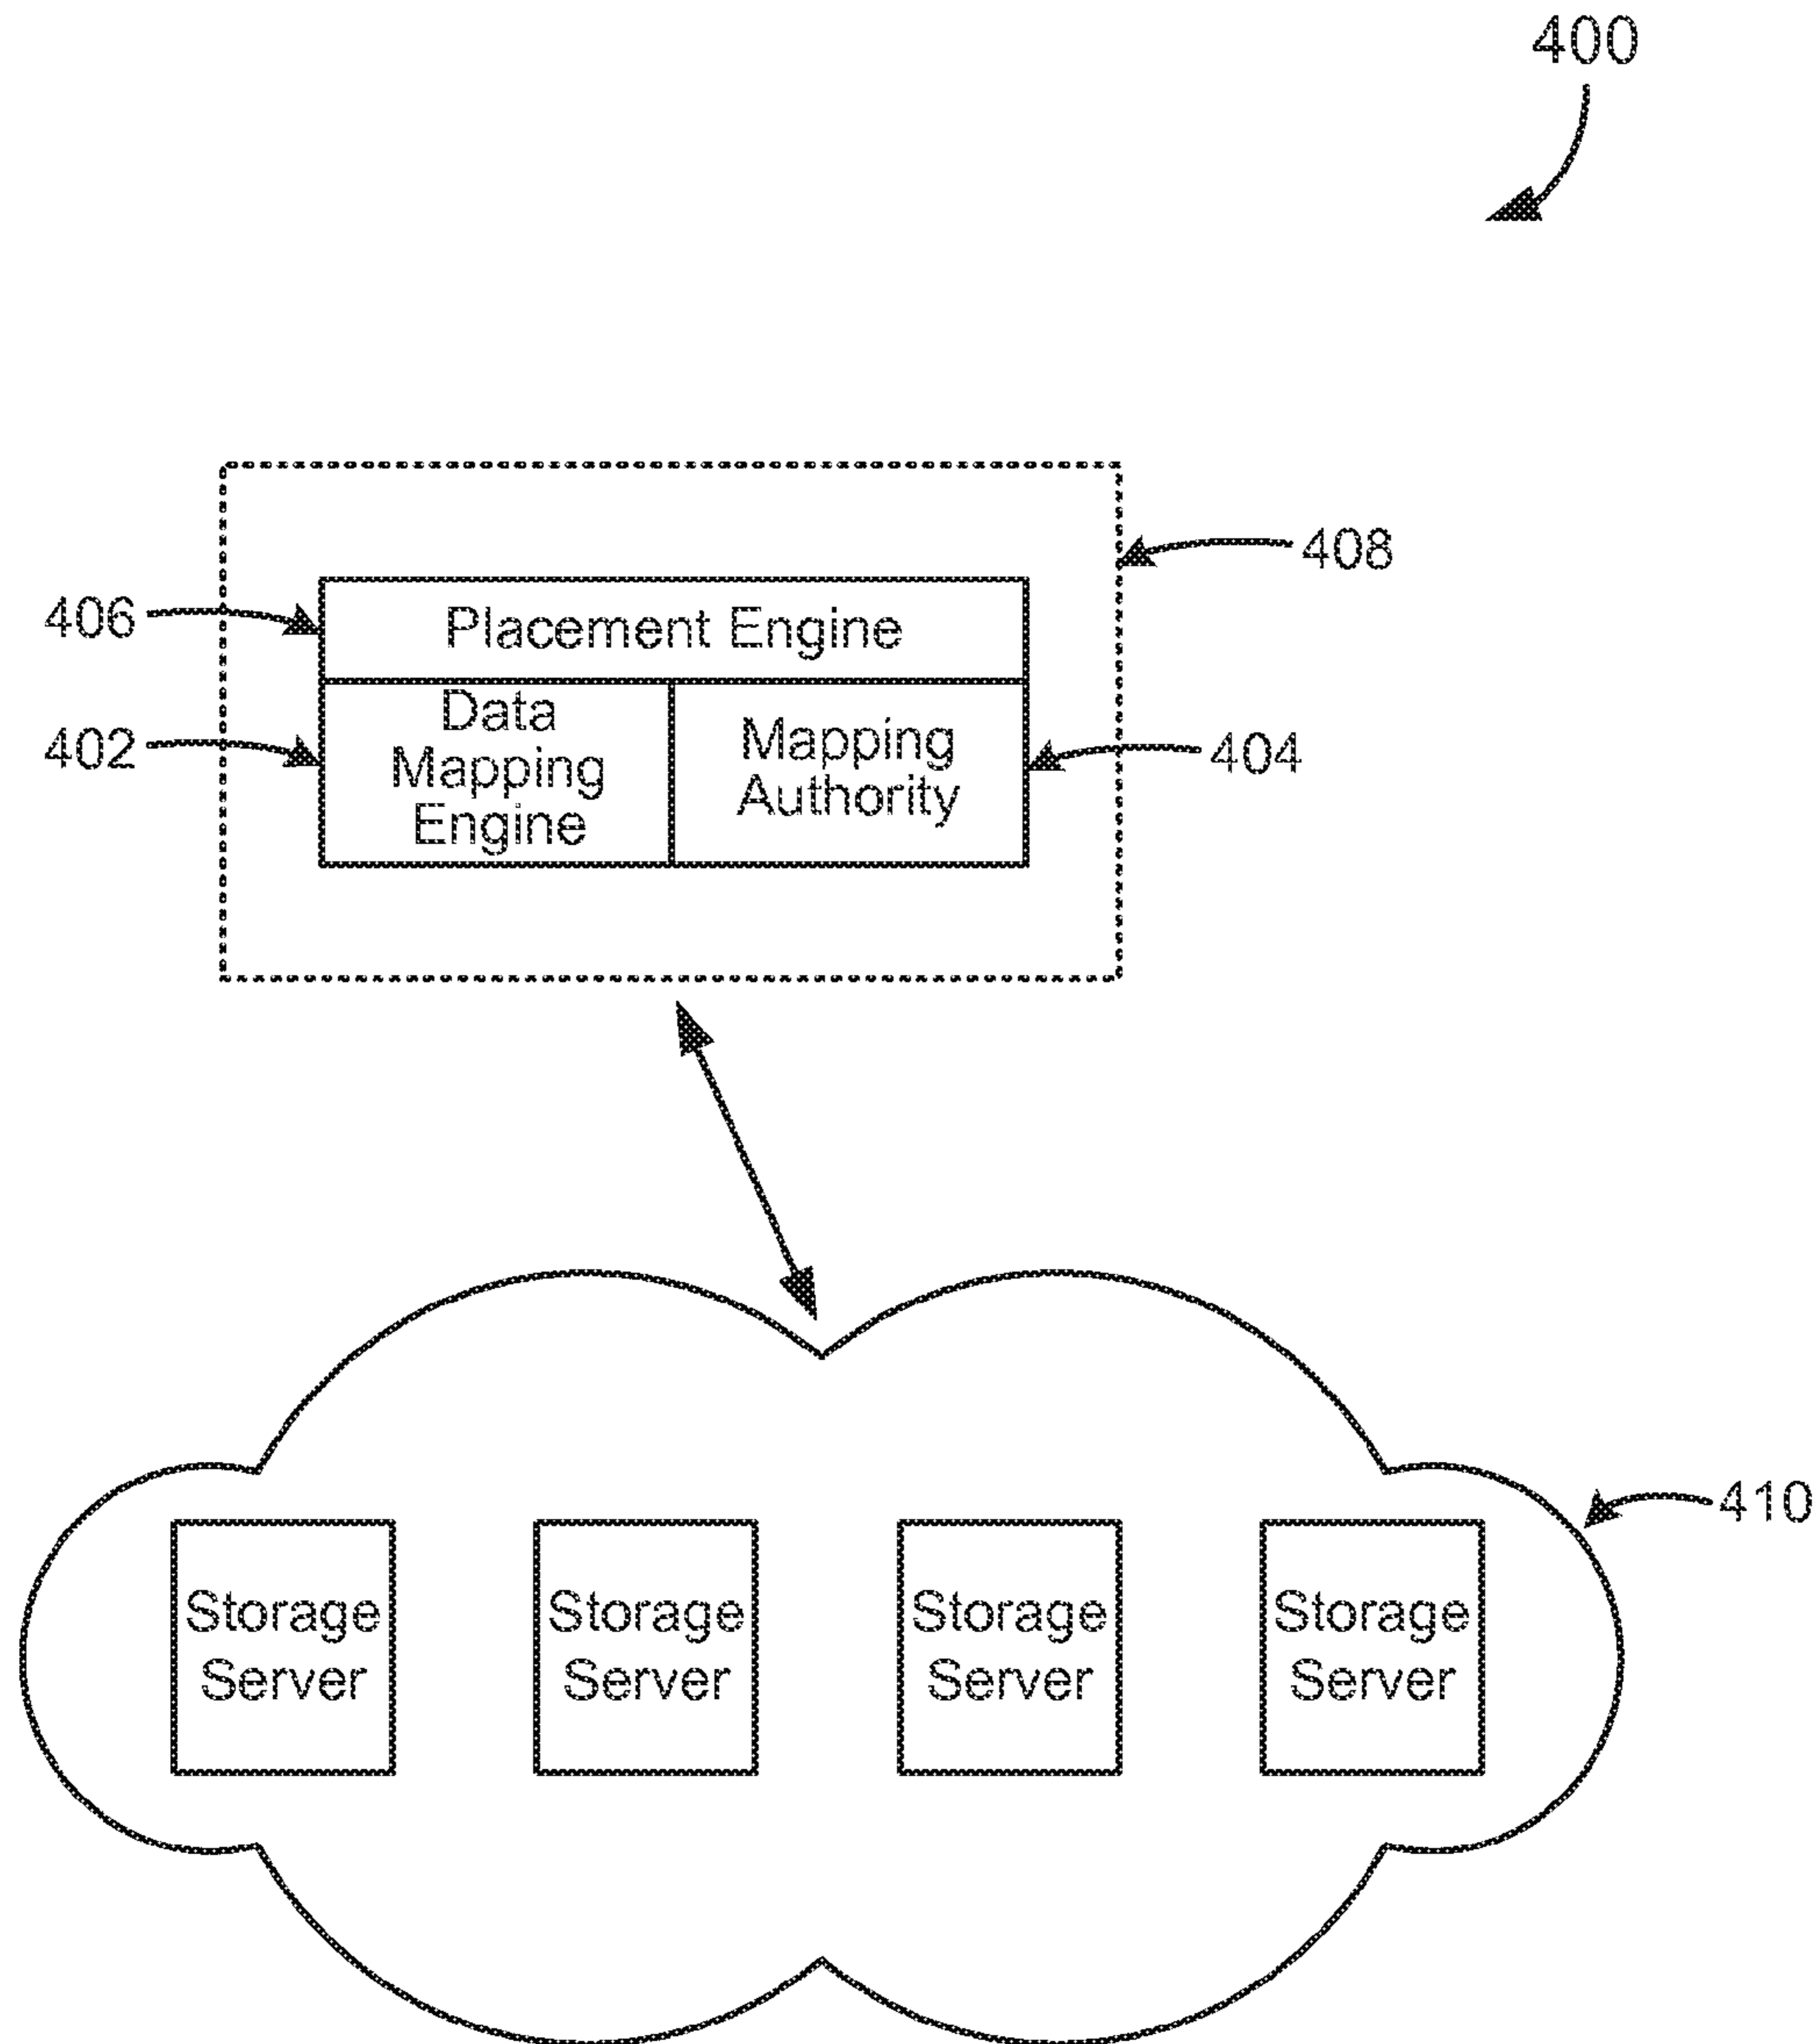 400
408
406
Placement Engine
402
Data
Mapping
Engine
Mapping
Authority
404
410
Storage
Server
Storage
Server
Storage
Server
Storage
Server